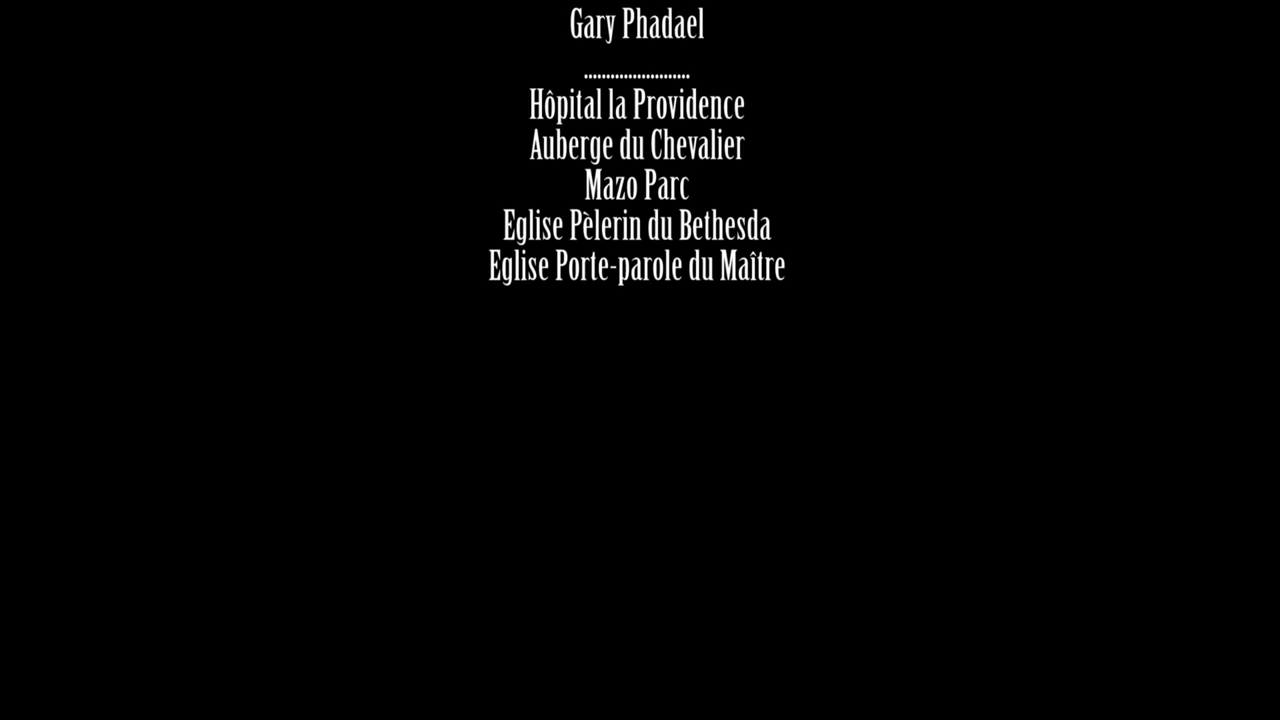 Gary Phadael
........................
Hôpital la Providence
Auberge du Chevalier
Mazo Parc
Eglise Pèlerin du Bethesda
Eglise Porte-parole du Maître